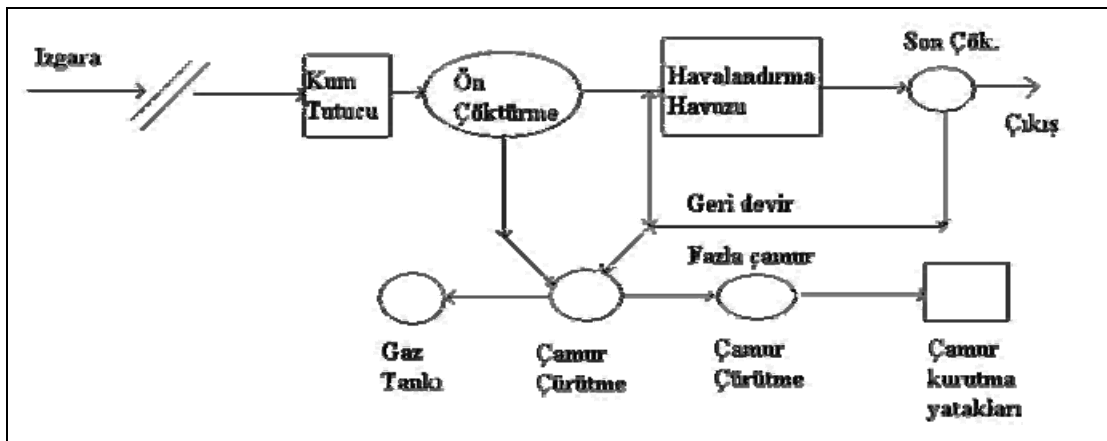 Izgara
Kum
Tutucu
Ön
Çöktürme
Havalandırma
Havuzu
Son Çök.
Çıkış
Geri devir
Fazla çamur
Gaz
Tankı
Çamur
Çürütme
Çamur
Çürütme
Çamur
kurutma
yatakları